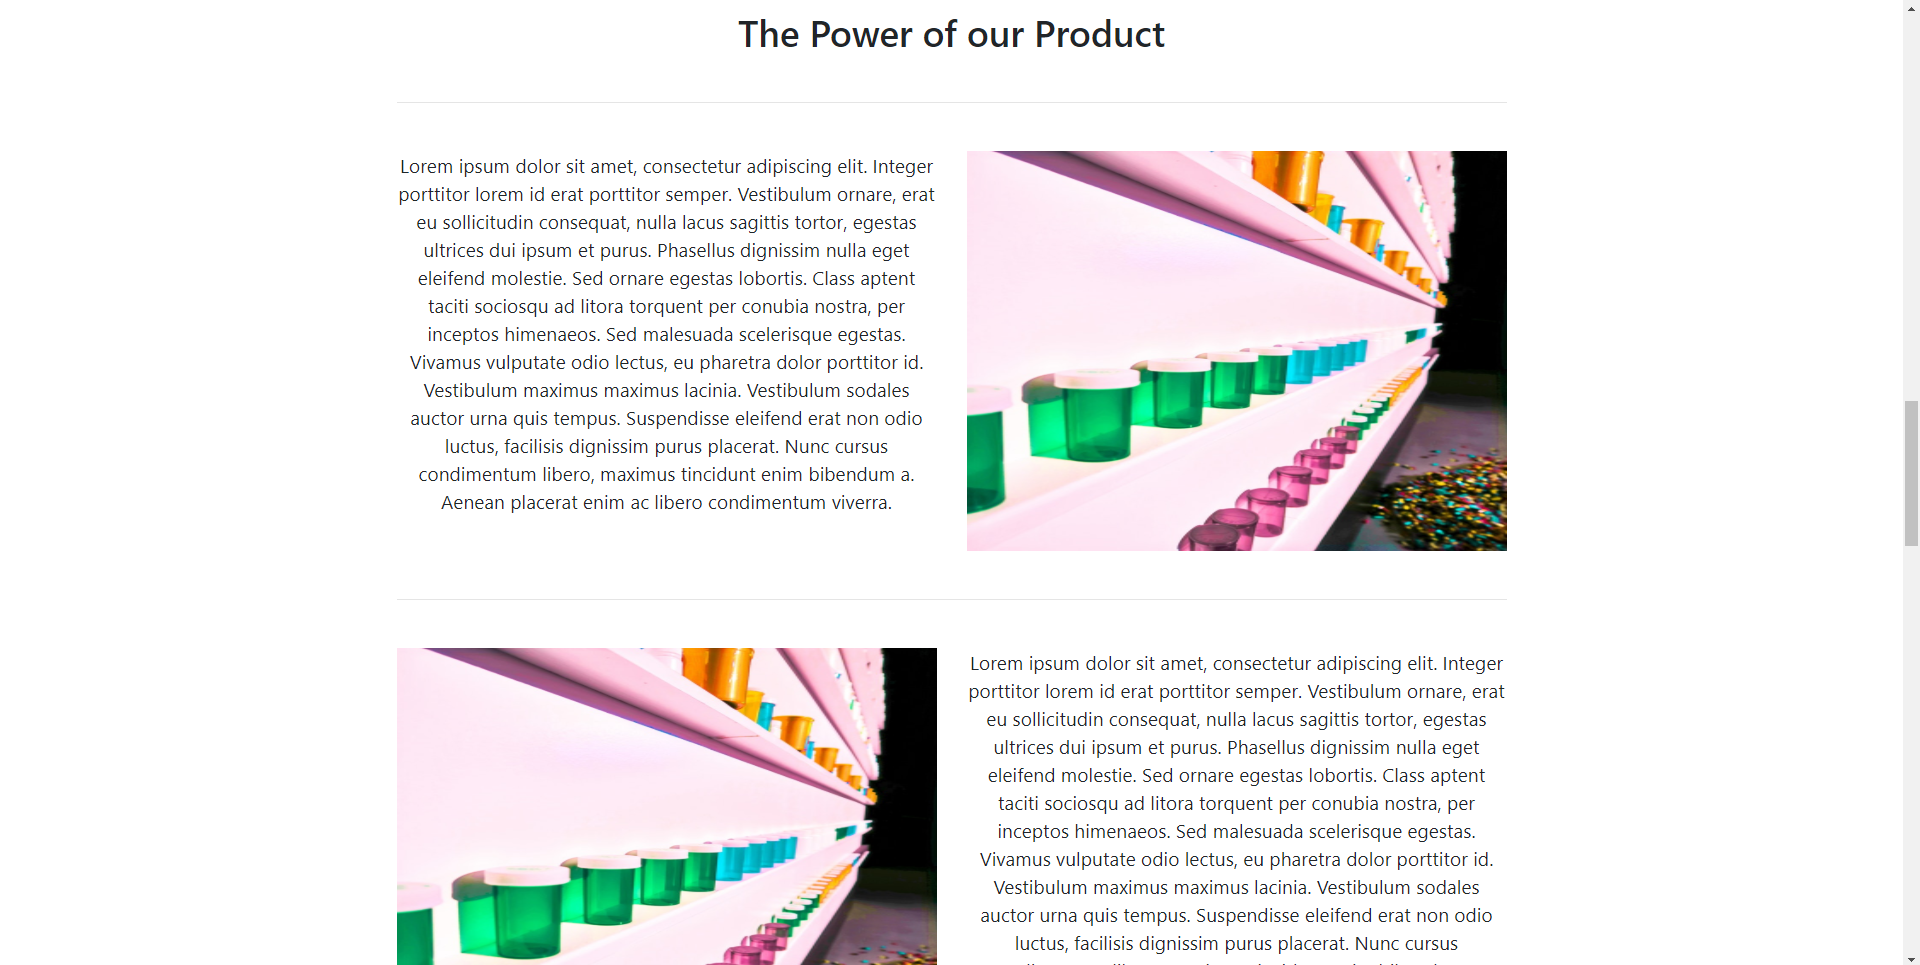 The Power of our Product
Lorem ipsum dolor sit amet, consectetur adipiscing elit. Integer
porttitor lorem id erat porttitor semper. Vestibulum ornare, erat
eu sollicitudin consequat, nulla lacus sagittis tortor, egestas
ultrices dui ipsum et purus. Phasellus dignissim nulla eget
eleifend molestie. Sed ornare egestas lobortis. Class aptent
taciti sociosqu ad litora torquent per conubia nostra, per
inceptos himenaeos. Sed malesuada scelerisque egestas.
Vivamus vulputate odio lectus, eu pharetra dolor porttitor id.
Vestibulum maximus maximus lacinia. Vestibulum sodales
auctor urna quis tempus. Suspendisse eleifend erat non odio
luctus, facilisis dignissim purus placerat. Nunc cursus
condimentum libero, maximus tincidunt enim bibendum a.
Aenean placerat enim ac libero condimentum viverra.
Lorem ipsum dolor sit amet, consectetur adipiscing elit. Integer
porttitor lorem id erat porttitor semper. Vestibulum ornare, erat
eu sollicitudin consequat, nulla lacus sagittis tortor, egestas
ultrices dui ipsum et purus. Phasellus dignissim nulla eget
eleifend molestie. Sed ornare egestas lobortis. Class aptent
taciti sociosqu ad litora torquent per conubia nostra, per
inceptos himenaeos. Sed malesuada scelerisque egestas.
Vivamus vulputate odio lectus, eu pharetra dolor porttitor id.
Vestibulum maximus maximus lacinia. Vestibulum sodales
auctor urna quis tempus. Suspendisse eleifend erat non odio
luctus, facilisis dignissim purus placerat. Nunc cursus